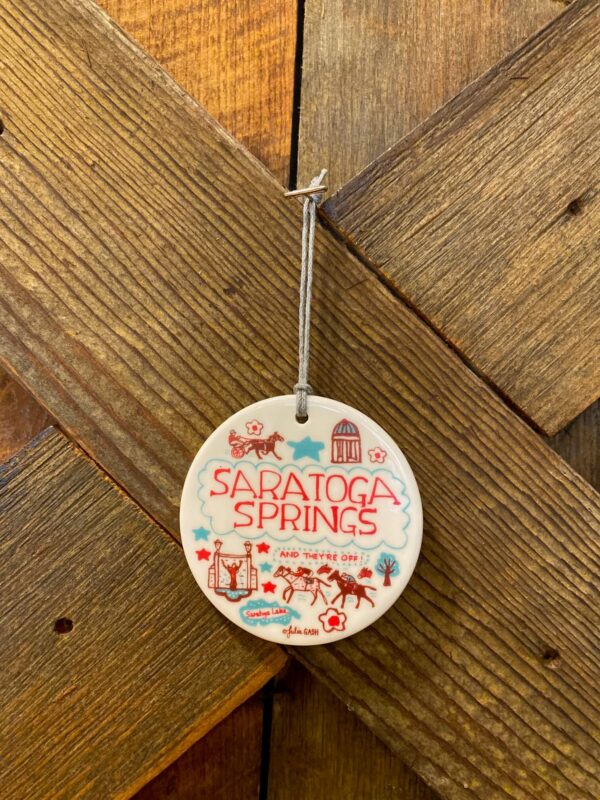 SARATOGA
SPRINGS
AND THEY'RE OFF!
Saratoga Lake
©Julia GASH